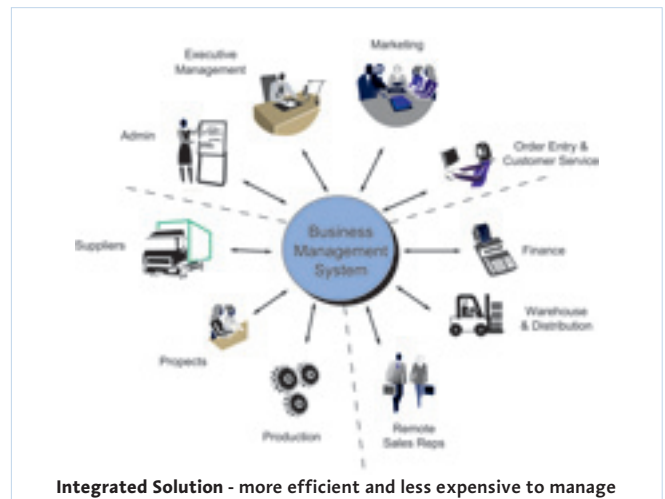 Marketing
Executive
Management
Admin
Order Entry &
Customer Service
Business
Management
System
Suppliers
Finance
Warehouse
& Distribution
Propects
Production
Remote
Sales Reps
Integrated Solution - more efficient and less expensive to manage